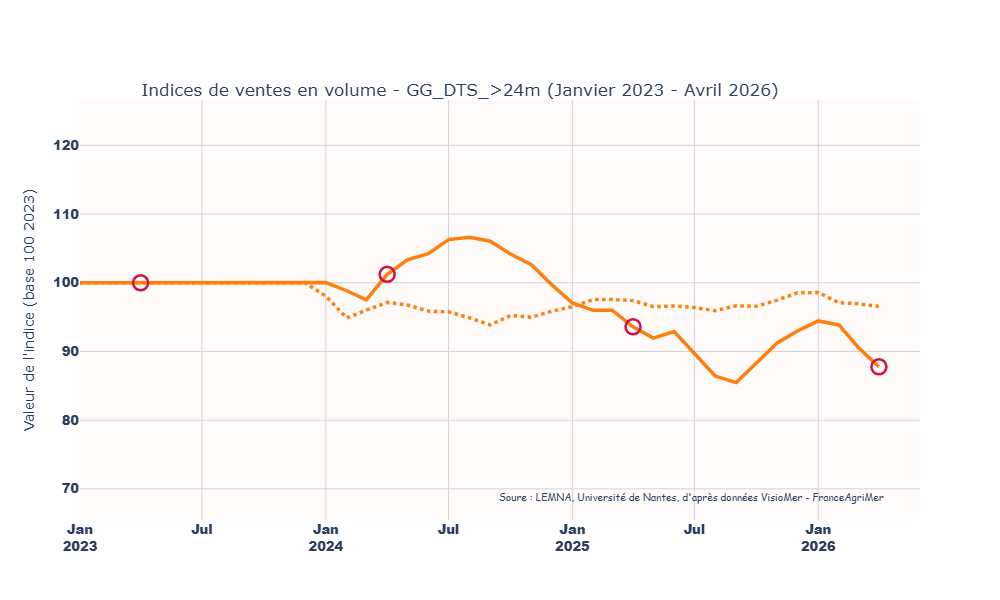 Indices de ventes en volume - GG_DTS_>24m (Janvier 2023 - Avril 2026)
Valeur de l'indice (base 100 2023)
120
110
100
90
80
70
Soure : LEMNA, Université de Nantes, d'après données VisioMer - FranceAgriMer
Jan Jul Jan Jul Jan Jul Jan
2023 2024 2025 2026